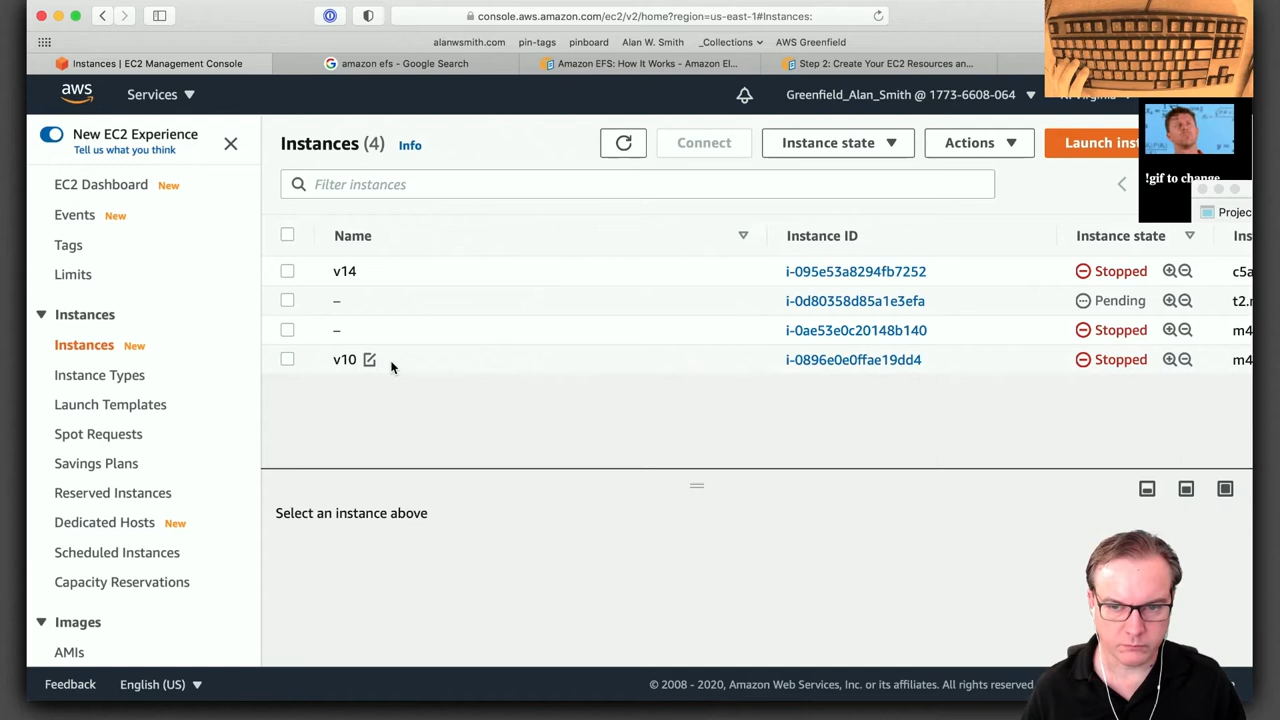 console.aws.amazon.com/ec2/v2/home?region=us-east-1#Instances:
alanwsmith.com pin-tags pinboard Alan W. Smith _Collections AWS Greenfield
Instances | EC2 Management Console amazon efs - Google Search Amazon EFS: How It Works - Amazon El... Step 2: Create Your EC2 Resources an...
aws Services Greenfield_Alan_Smith @ 1773-6608-064
New EC2 Experience
Tell us what you think
EC2 Dashboard New
Events New
Tags
Limits
Instances
Instances New
Instance Types
Launch Templates
Spot Requests
Savings Plans
Reserved Instances
Dedicated Hosts New
Scheduled Instances
Capacity Reservations
Images
AMIs
Instances (4) Info Connect Instance state Actions Launch inst
Filter instances
Name Instance ID Instance state Ins
v14 i-095e53a8294fb7252 Stopped c5a
– i-0d80358d85a1e3efa Pending t2.
– i-0ae53e0c20148b140 Stopped m4
v10 i-0896e0e0ffae19dd4 Stopped m4
Select an instance above
!gif to change
Projec
Feedback English (US) © 2008 - 2020, Amazon Web Services, Inc. or its affiliates. All rights reserved